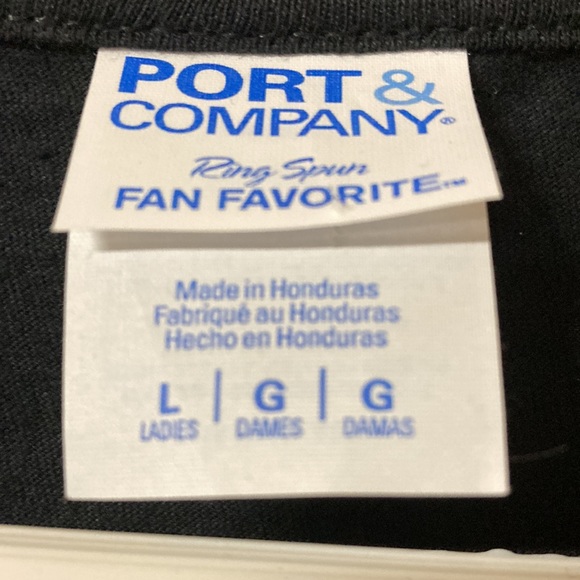 PORT &
COMPANY®
Ring Spun
FAN FAVORITE™
Made in Honduras
Fabriqué au Honduras
Hecho en Honduras
L | G | G
LADIES DAMES DAMAS